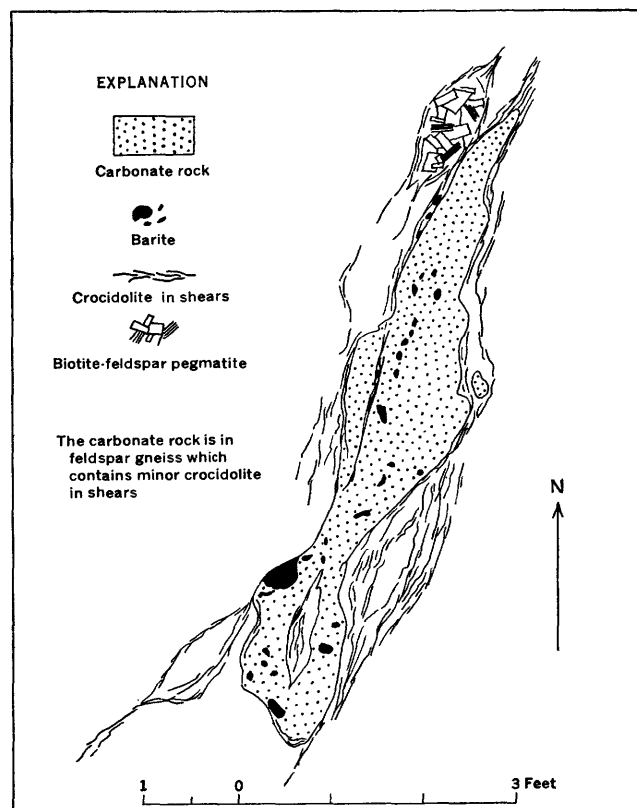 EXPLANATION
Carbonate rock
Barite
Crocidolite in shears
Biotite-feldspar pegmatite
The carbonate rock is in
feldspar gneiss which
contains minor crocidolite
in shears
N
1 0 3 Feet